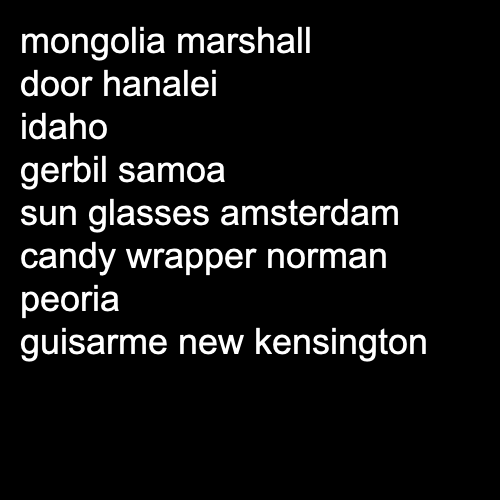 mongolia marshall
door hanalei
idaho
gerbil samoa
sun glasses amsterdam
candy wrapper norman
peoria
guisarme new kensington